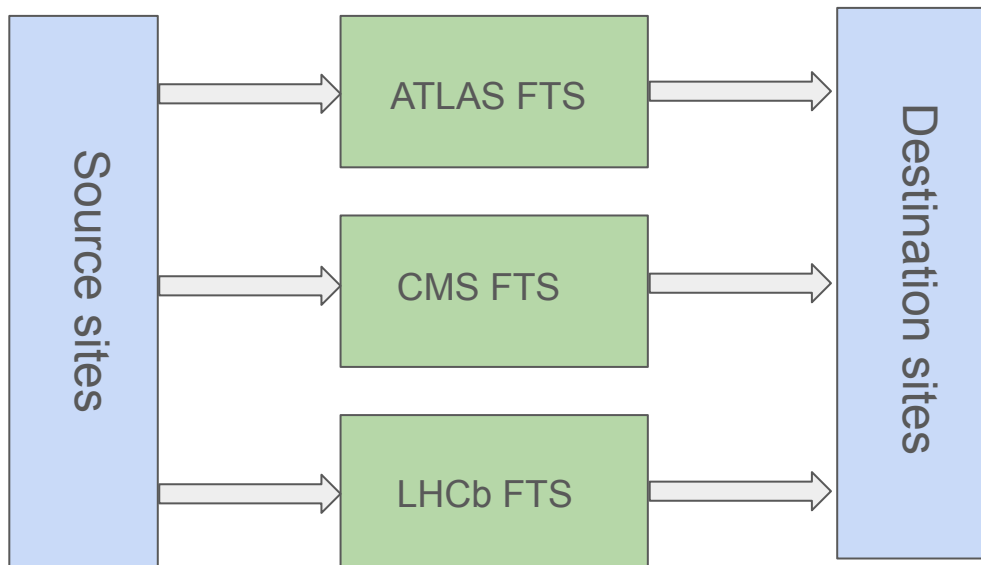 Source sites
ATLAS FTS
CMS FTS
LHCb FTS
Destination sites